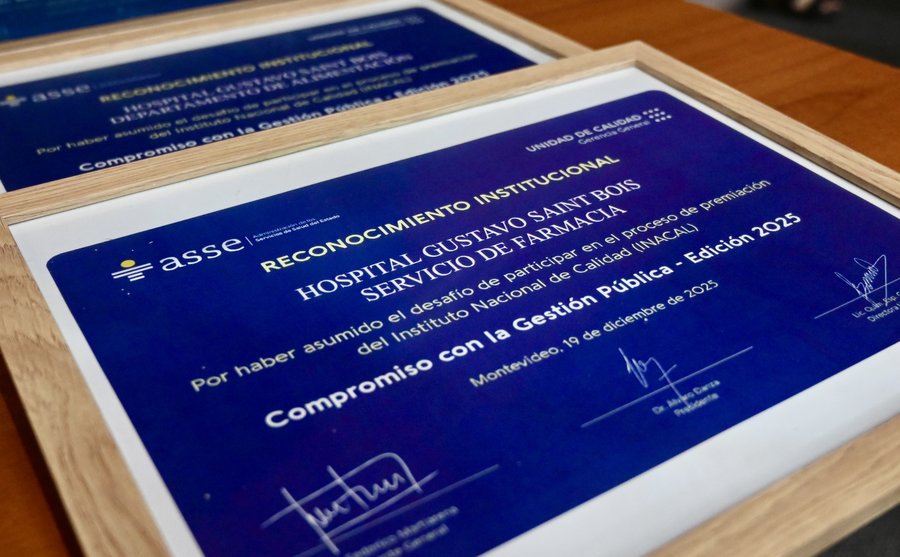 asse
RECONOCIMIENTO INSTITUCIONAL
HOSPITAL GUSTAVO SAINT BOIS
DEPARTAMENTO DE ALIMENTACIÓN
Por haber asumido el desafío de participar en el proceso de premiación
del Instituto Nacional de Calidad (INACAL)
Compromiso con la Gestión Pública - Edición 2025
UNIDAD DE CALIDAD
Gerencia General
asse
Administración de los
Servicios de Salud del Estado
RECONOCIMIENTO INSTITUCIONAL
HOSPITAL GUSTAVO SAINT BOIS
SERVICIO DE FARMACIA
Por haber asumido el desafío de participar en el proceso de premiación
del Instituto Nacional de Calidad (INACAL)
Compromiso con la Gestión Pública - Edición 2025
Montevideo, 19 de diciembre de 2025
Dr. Álvaro Danza
Presidente
General